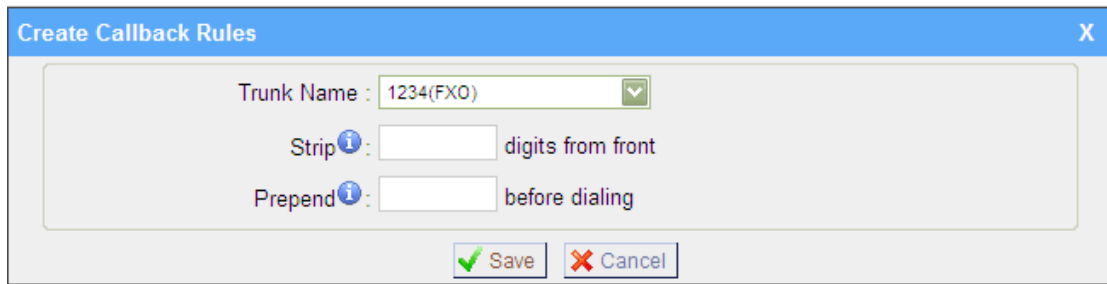 Create Callback Rules X
Trunk Name : 1234(FXO)
Strip : digits from front
Prepend : before dialing
Save Cancel